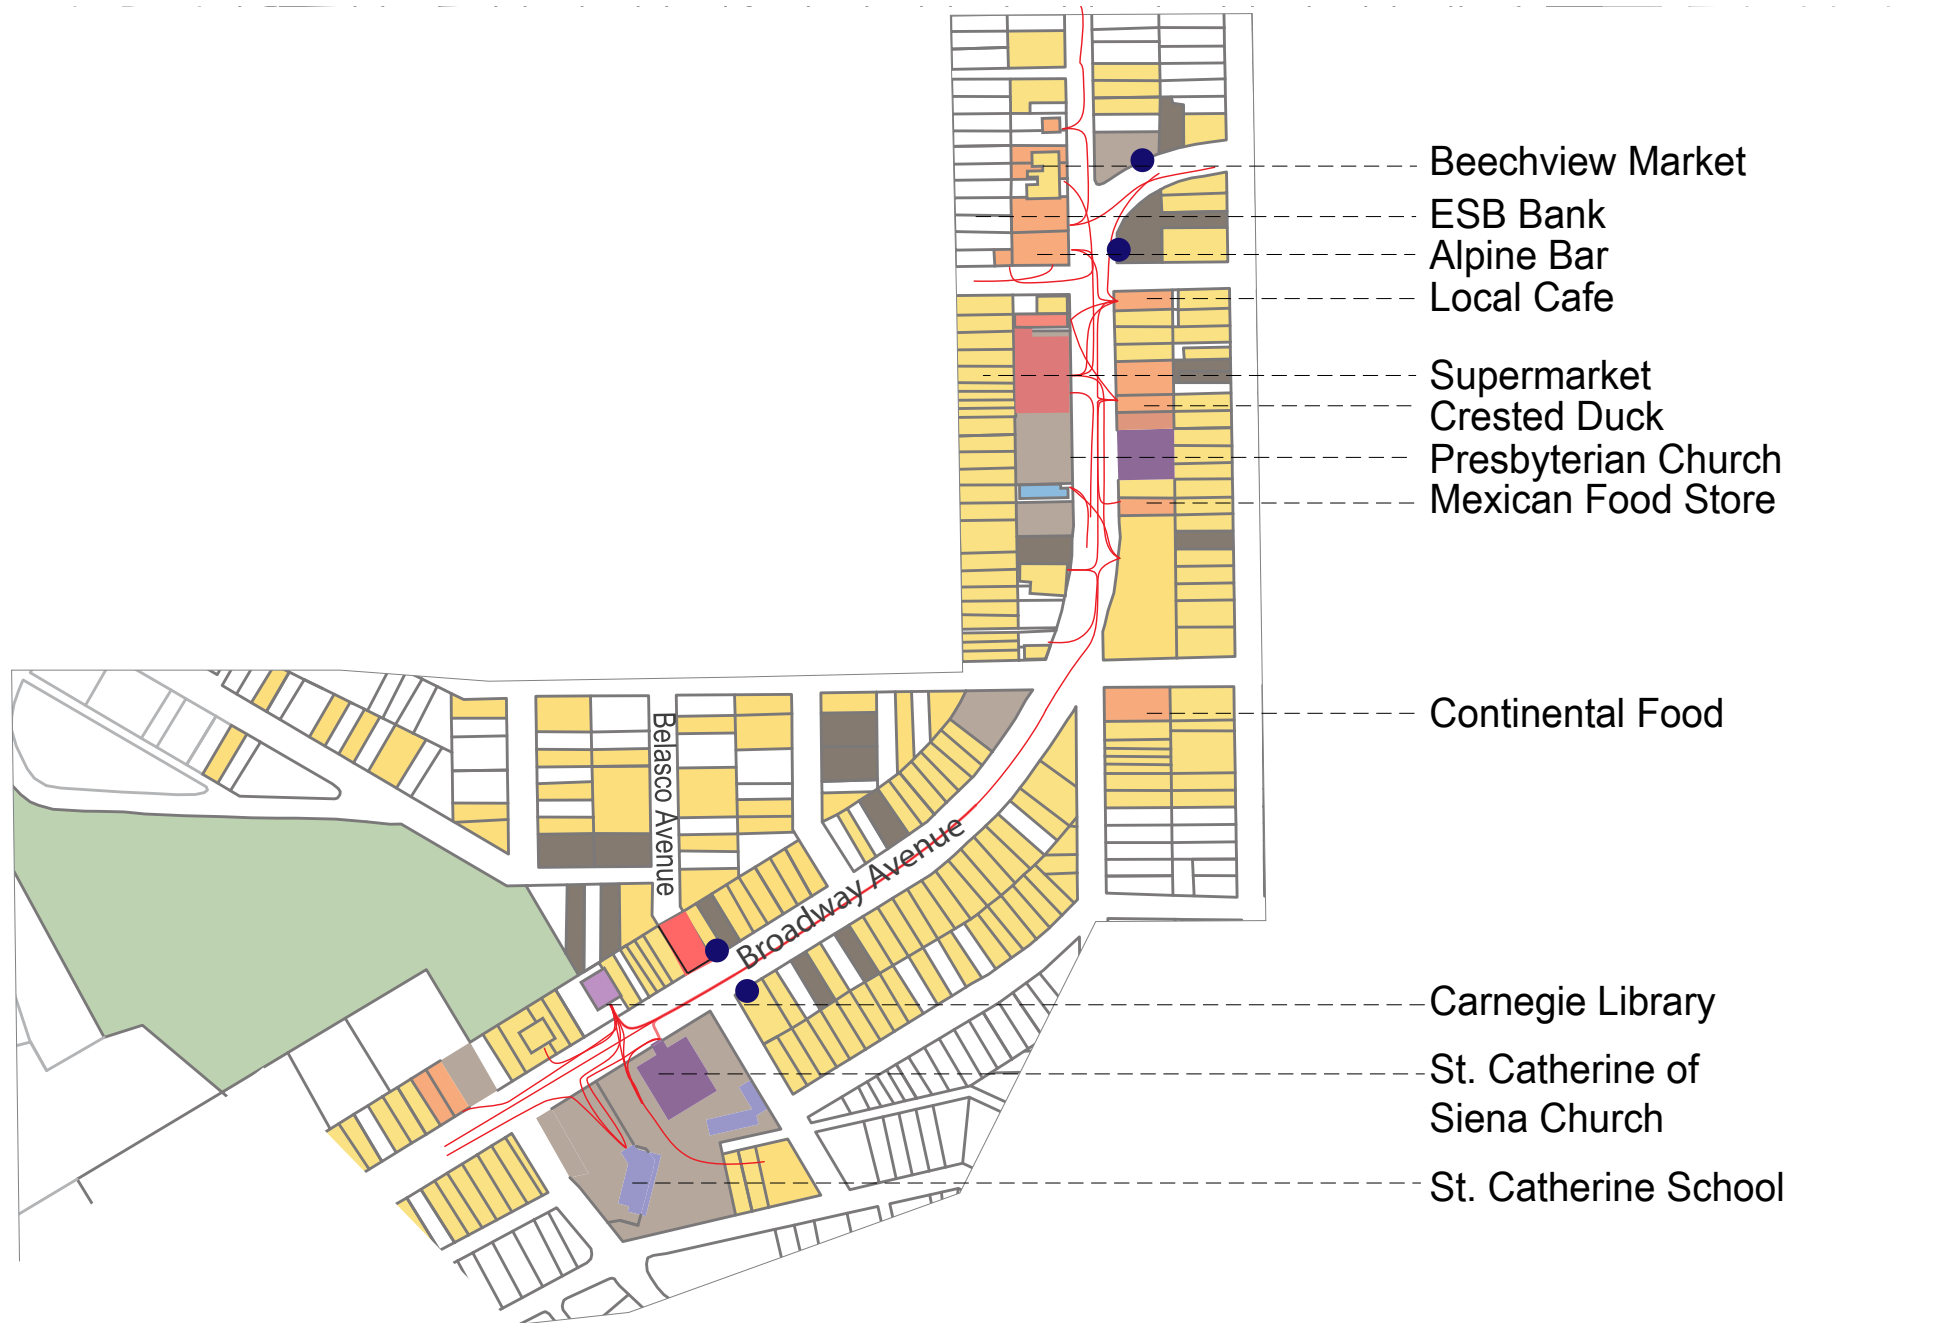 Beechview Market
ESB Bank
Alpine Bar
Local Cafe
Supermarket
Crested Duck
Presbyterian Church
Mexican Food Store
Continental Food
Belasco Avenue
Broadway Avenue
Carnegie Library
St. Catherine of
Siena Church
St. Catherine School